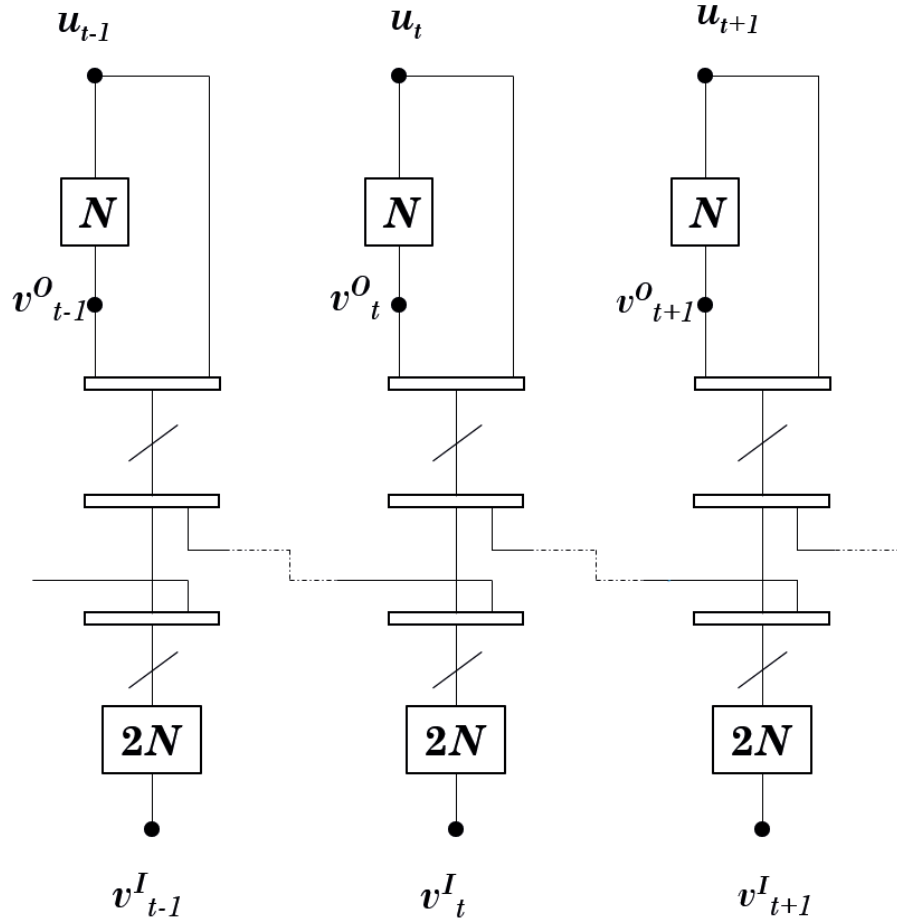 u_{t-1} u_t u_{t+1}
N N N
v^O_{t-1} v^O_t v^O_{t+1}
2N 2N 2N
v^I_{t-1} v^I_t v^I_{t+1}